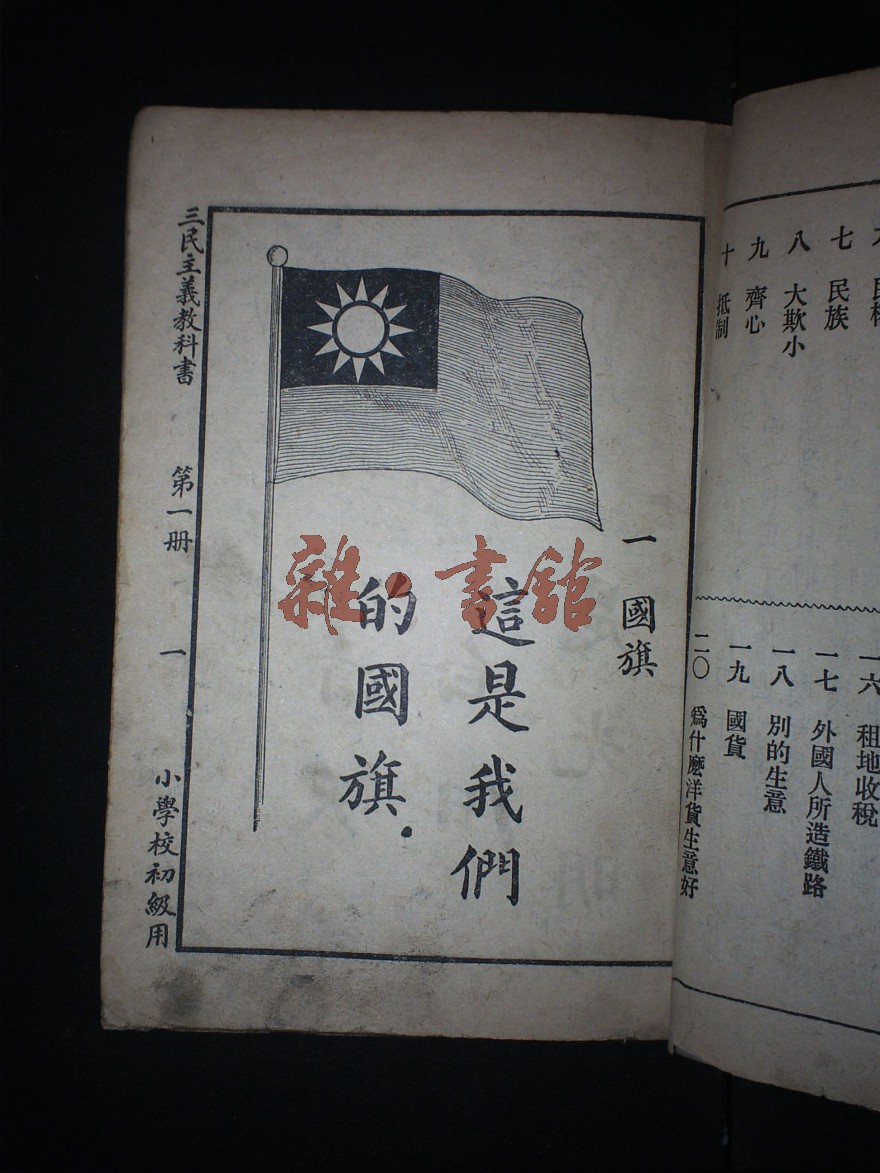 十 抵制
九 齊心
八 大欺小
七 民族
二〇 爲什麽洋貨生意好
一九 國貨
一八 別的生意
一七 外國人所造鐵路
一六 租地收稅
一 國旗
這是我們
的國旗.
三民主義教科書 第一册 一 小學校初級用
雜·書館